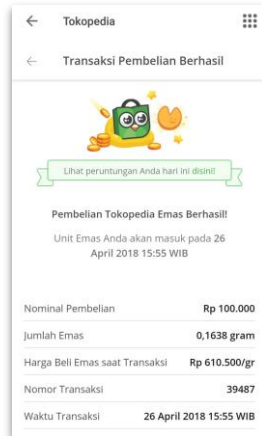 Tokopedia
Transaksi Pembelian Berhasil
Lihat peruntungan Anda hari ini disini!
Pembelian Tokopedia Emas Berhasil!
Unit Emas Anda akan masuk pada 26
April 2018 15:55 WIB
Nominal Pembelian Rp 100.000
Jumlah Emas 0,1638 gram
Harga Beli Emas saat Transaksi Rp 610.500/gr
Nomor Transaksi 39487
Waktu Transaksi 26 April 2018 15:55 WIB